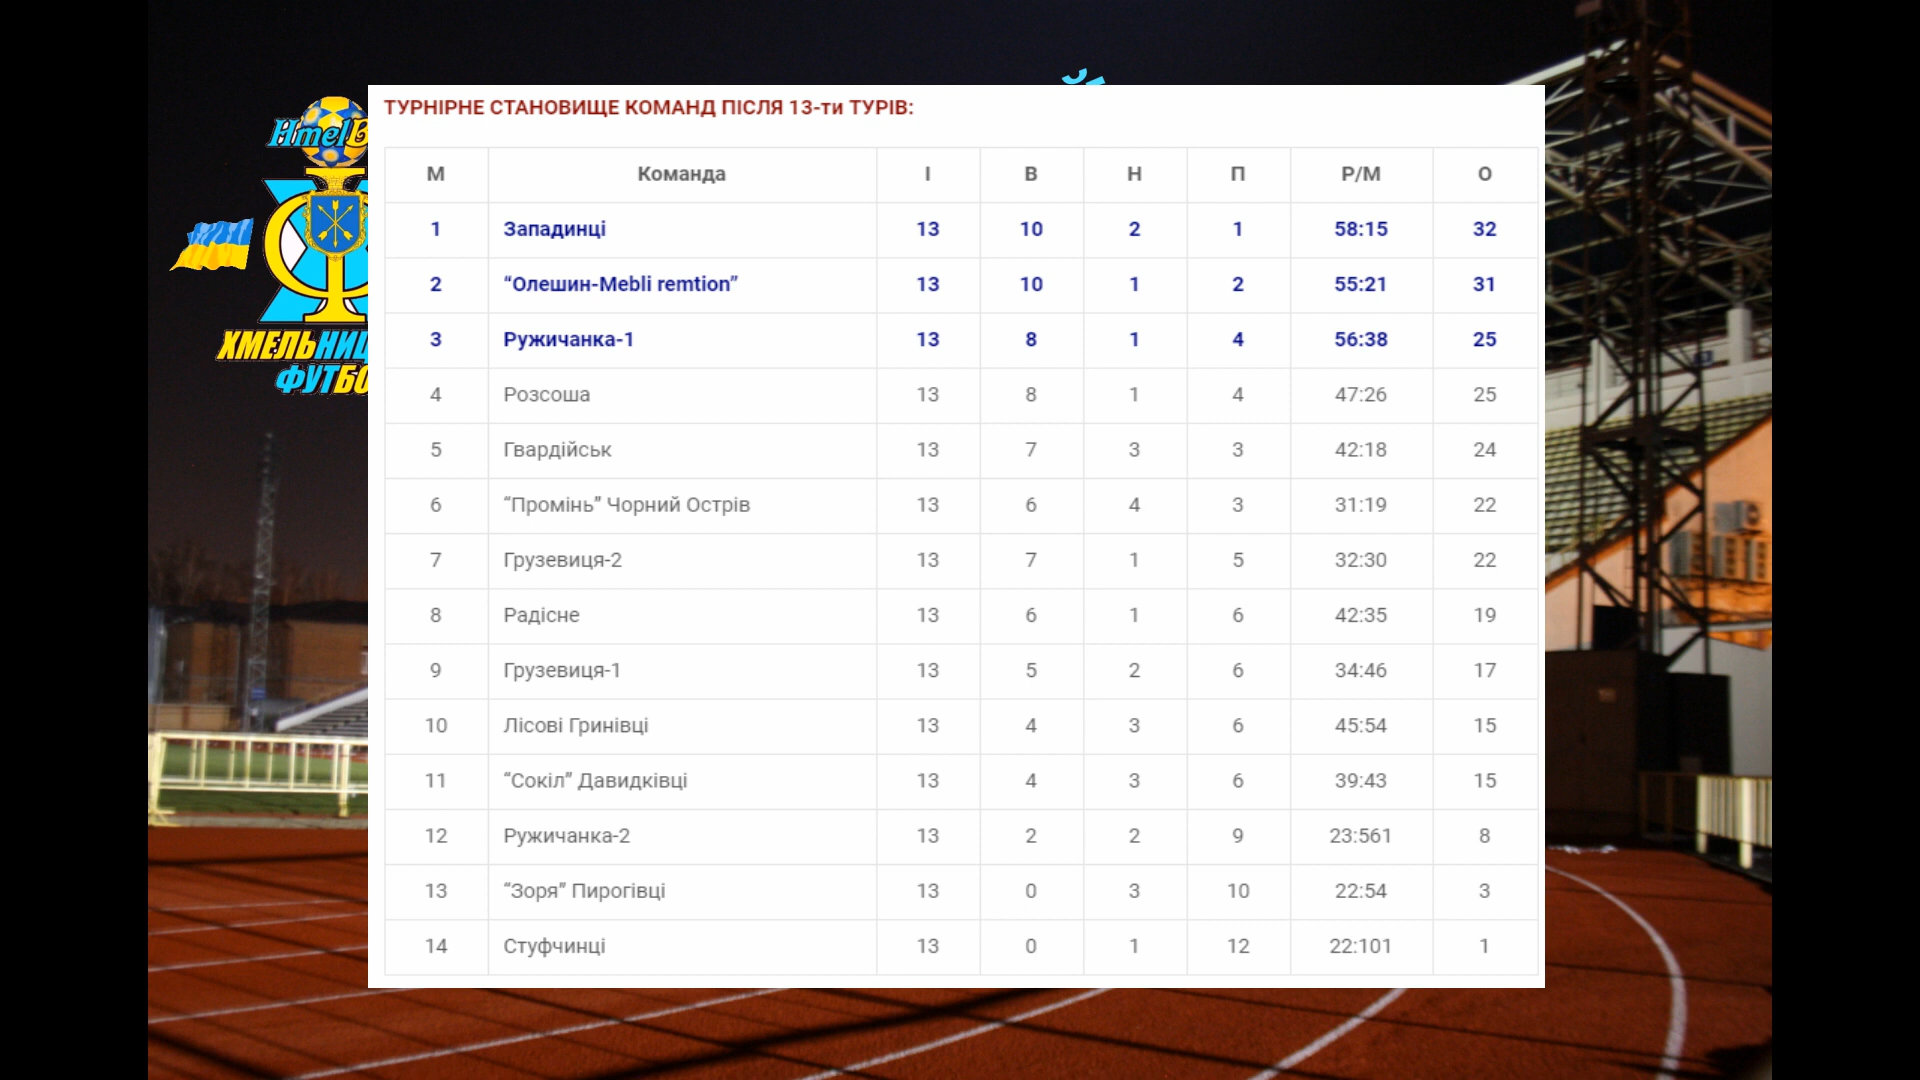 HmelB
ХМЕЛЬНИЦ
ФУТБО
ТУРНІРНЕ СТАНОВИЩЕ КОМАНД ПІСЛЯ 13-ти ТУРІВ:
М Команда І В Н П Р/М О
1 Западинці 13 10 2 1 58:15 32
2 “Олешин-Mebli remtion” 13 10 1 2 55:21 31
3 Ружичанка-1 13 8 1 4 56:38 25
4 Розсоша 13 8 1 4 47:26 25
5 Гвардійськ 13 7 3 3 42:18 24
6 “Промінь” Чорний Острів 13 6 4 3 31:19 22
7 Грузевиця-2 13 7 1 5 32:30 22
8 Радісне 13 6 1 6 42:35 19
9 Грузевиця-1 13 5 2 6 34:46 17
10 Лісові Гринівці 13 4 3 6 45:54 15
11 “Сокіл” Давидківці 13 4 3 6 39:43 15
12 Ружичанка-2 13 2 2 9 23:561 8
13 “Зоря” Пирогівці 13 0 3 10 22:54 3
14 Стуфчинці 13 0 1 12 22:101 1